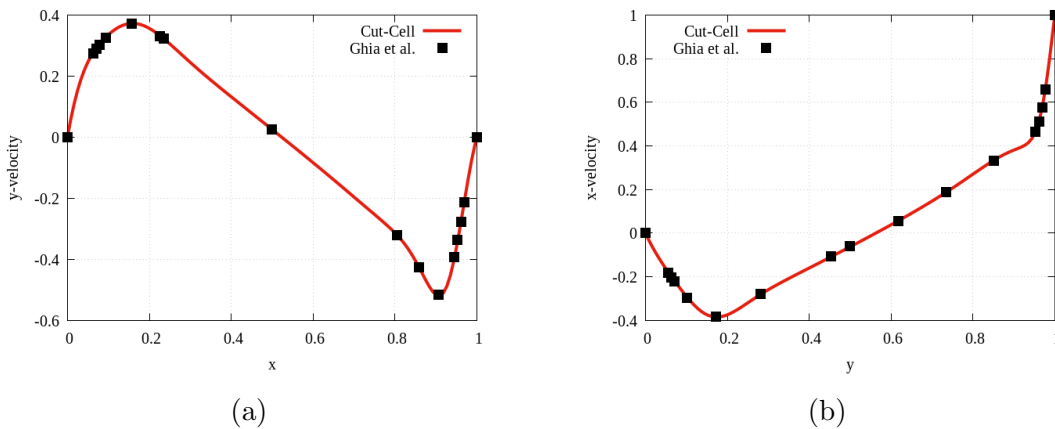 Cut-Cell
Ghia et al.
0.4
0.2
0
-0.2
-0.4
-0.6
0 0.2 0.4 0.6 0.8 1
y-velocity
x
(a)
Cut-Cell
Ghia et al.
1
0.8
0.6
0.4
0.2
0
-0.2
-0.4
0 0.2 0.4 0.6 0.8 1
x-velocity
y
(b)